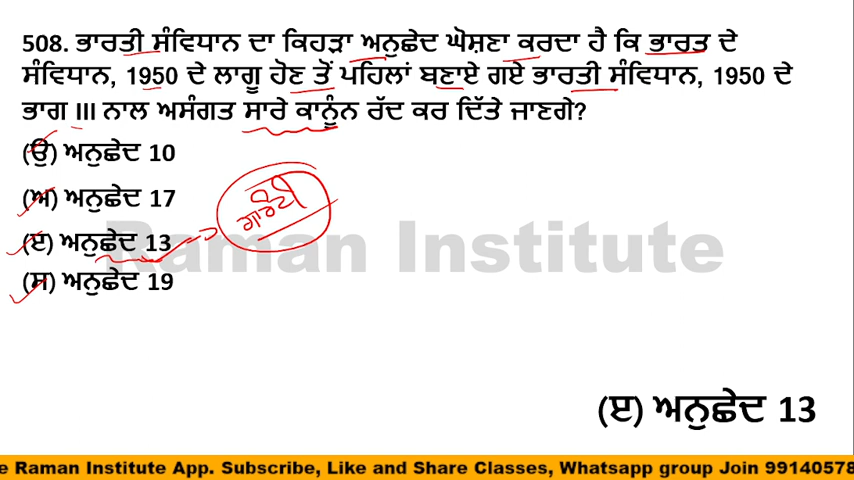 508. ਭਾਰਤੀ ਸੰਵਿਧਾਨ ਦਾ ਕਿਹੜਾ ਅਨੁਛੇਦ ਘੋਸ਼ਣਾ ਕਰਦਾ ਹੈ ਕਿ ਭਾਰਤ ਦੇ
ਸੰਵਿਧਾਨ, 1950 ਦੇ ਲਾਗੂ ਹੋਣ ਤੋਂ ਪਹਿਲਾਂ ਬਣਾਏ ਗਏ ਭਾਰਤੀ ਸੰਵਿਧਾਨ, 1950 ਦੇ
ਭਾਗ III ਨਾਲ ਅਸੰਗਤ ਸਾਰੇ ਕਾਨੂੰਨ ਰੱਦ ਕਰ ਦਿੱਤੇ ਜਾਣਗੇ?
(ਉ) ਅਨੁਛੇਦ 10
(ਅ) ਅਨੁਛੇਦ 17
ਗਾਰੰਟੀ
(ੲ) ਅਨੁਛੇਦ 13
Raman Institute
(ਸ) ਅਨੁਛੇਦ 19
(ੲ) ਅਨੁਛੇਦ 13
e Raman Institute App. Subscribe, Like and Share Classes, Whatsapp group Join 99140578